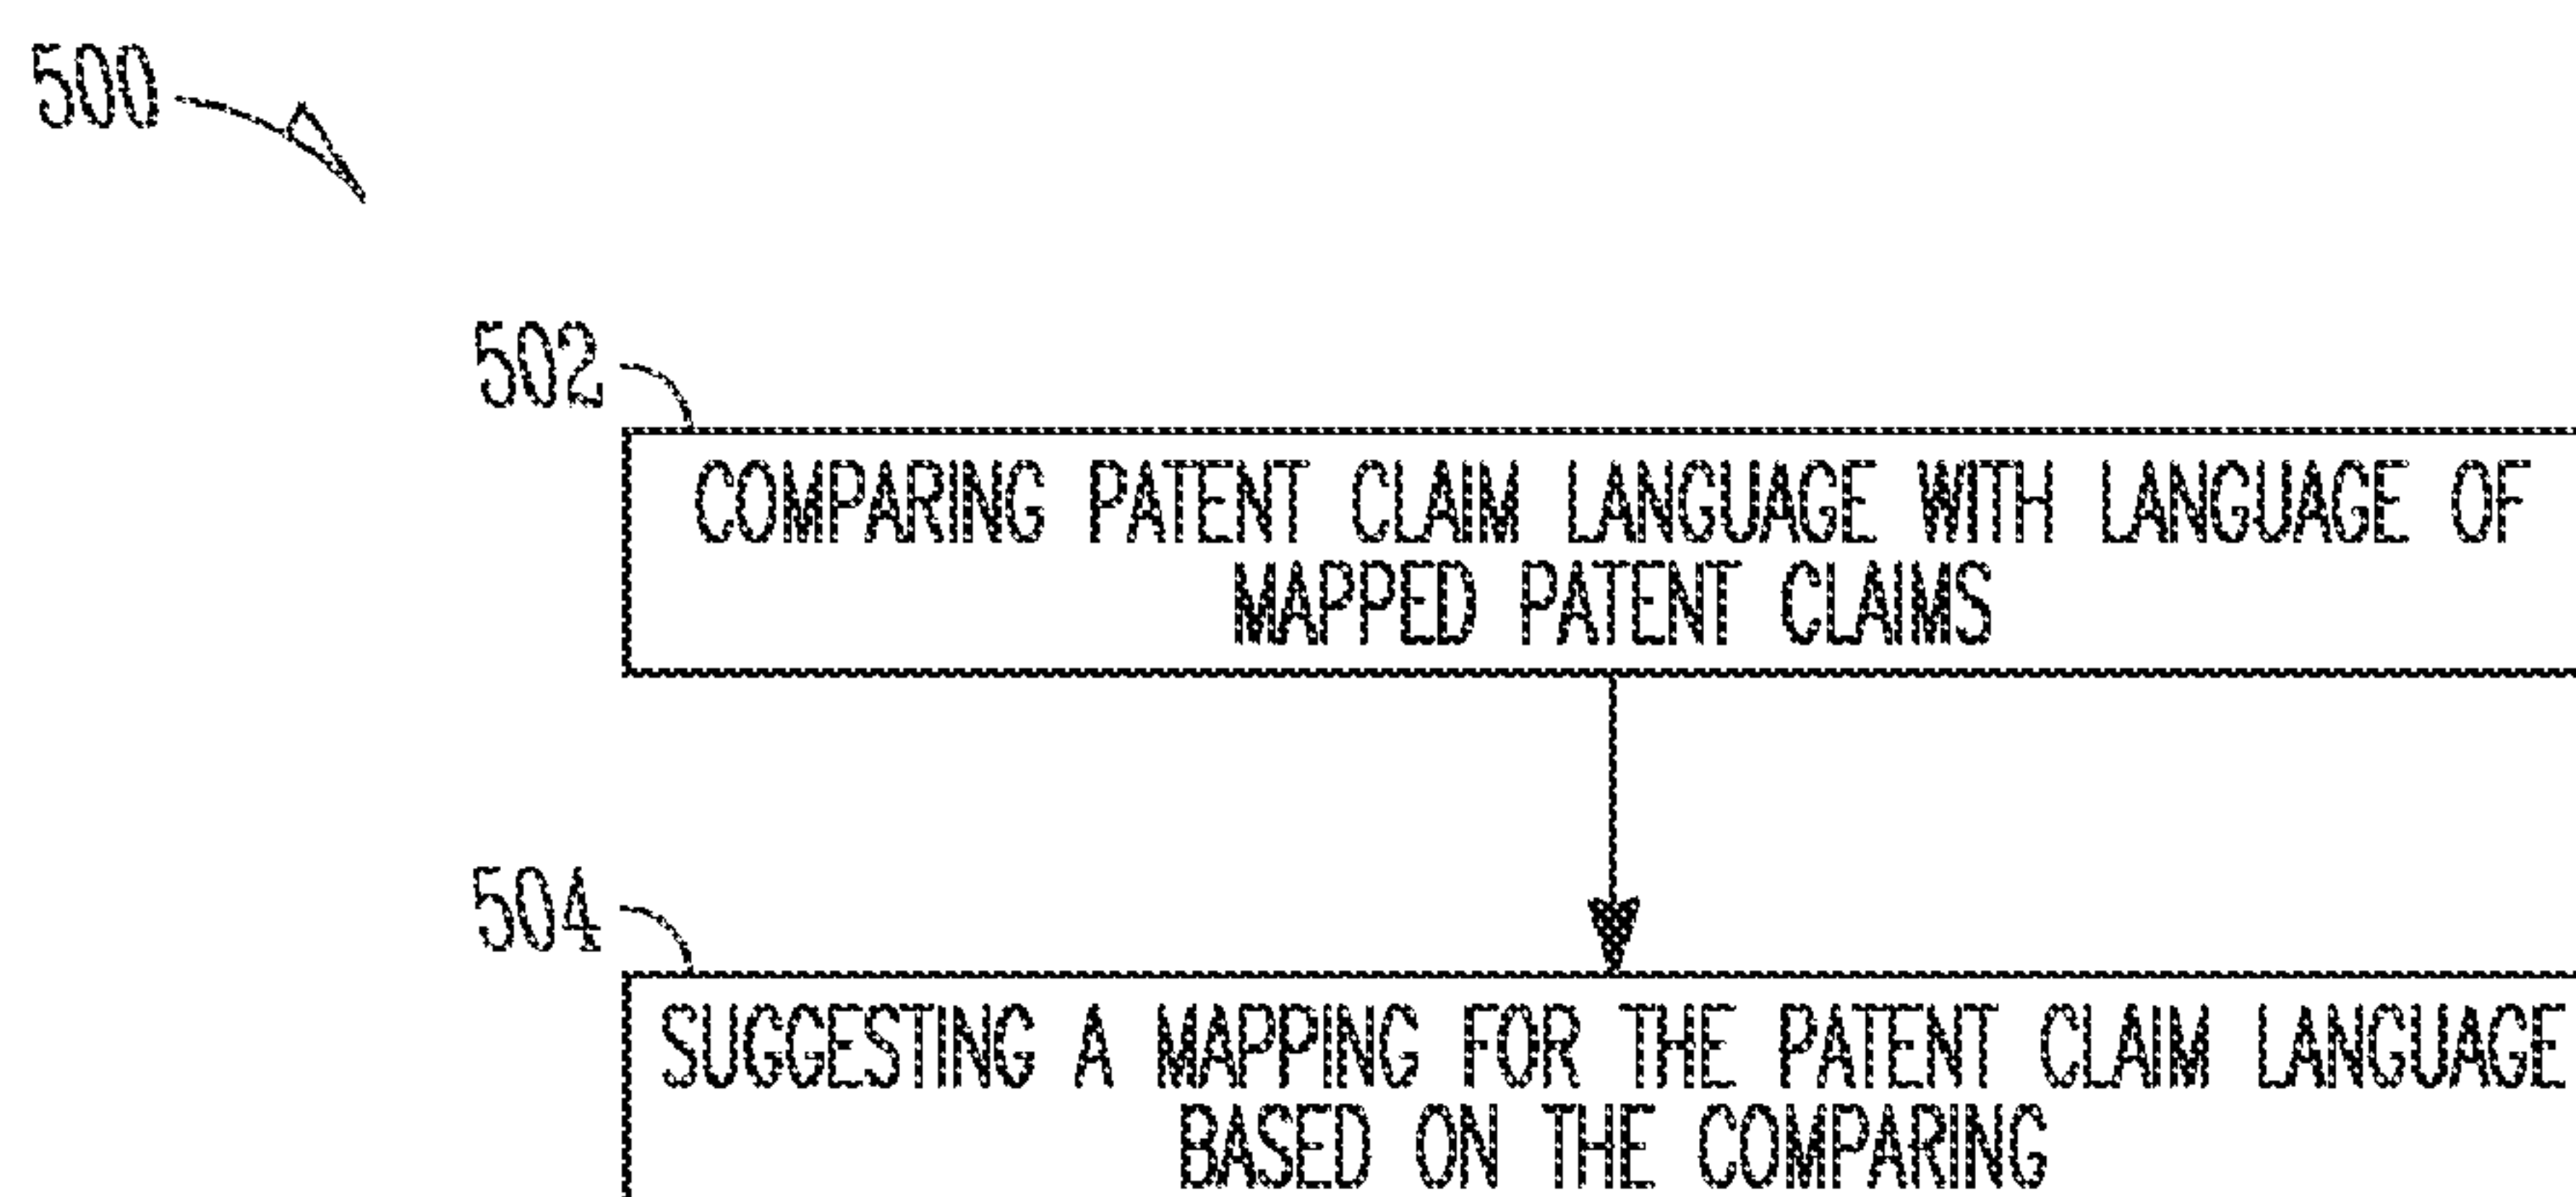 500
502
COMPARING PATENT CLAIM LANGUAGE WITH LANGUAGE OF
MAPPED PATENT CLAIMS
504
SUGGESTING A MAPPING FOR THE PATENT CLAIM LANGUAGE
BASED ON THE COMPARING